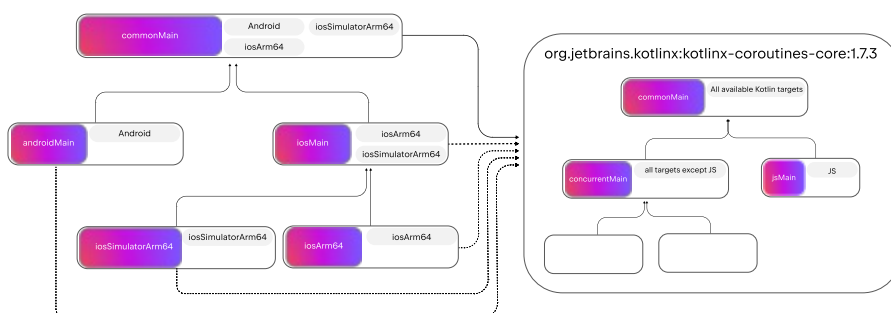 commonMain
Android
iosSimulatorArm64
iosArm64
org.jetbrains.kotlinx:kotlinx-coroutines-core:1.7.3
commonMain
All available Kotlin targets
androidMain
Android
iosMain
iosArm64
iosSimulatorArm64
concurrentMain
all targets except JS
jsMain
JS
iosSimulatorArm64
iosSimulatorArm64
iosArm64
iosArm64